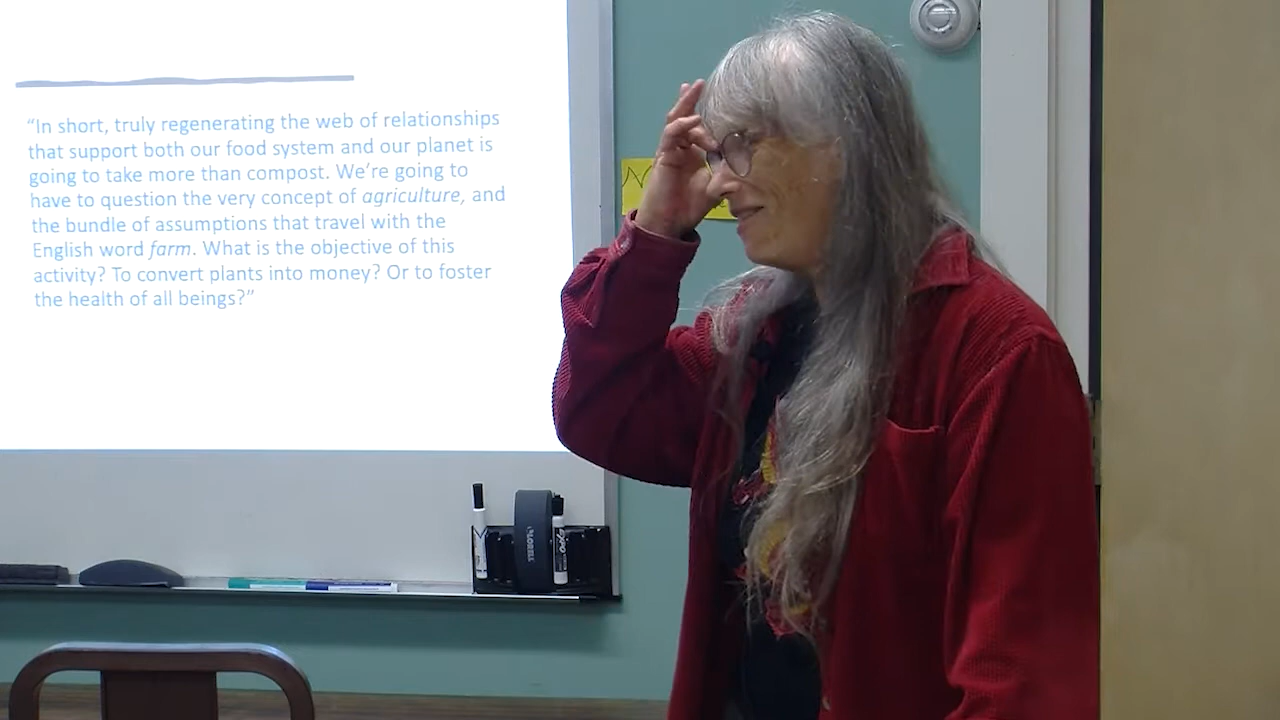 “In short, truly regenerating the web of relationships
that support both our food system and our planet is
going to take more than compost. We’re going to
have to question the very concept of agriculture, and
the bundle of assumptions that travel with the
English word farm. What is the objective of this
activity? To convert plants into money? Or to foster
the health of all beings?”
EXPO